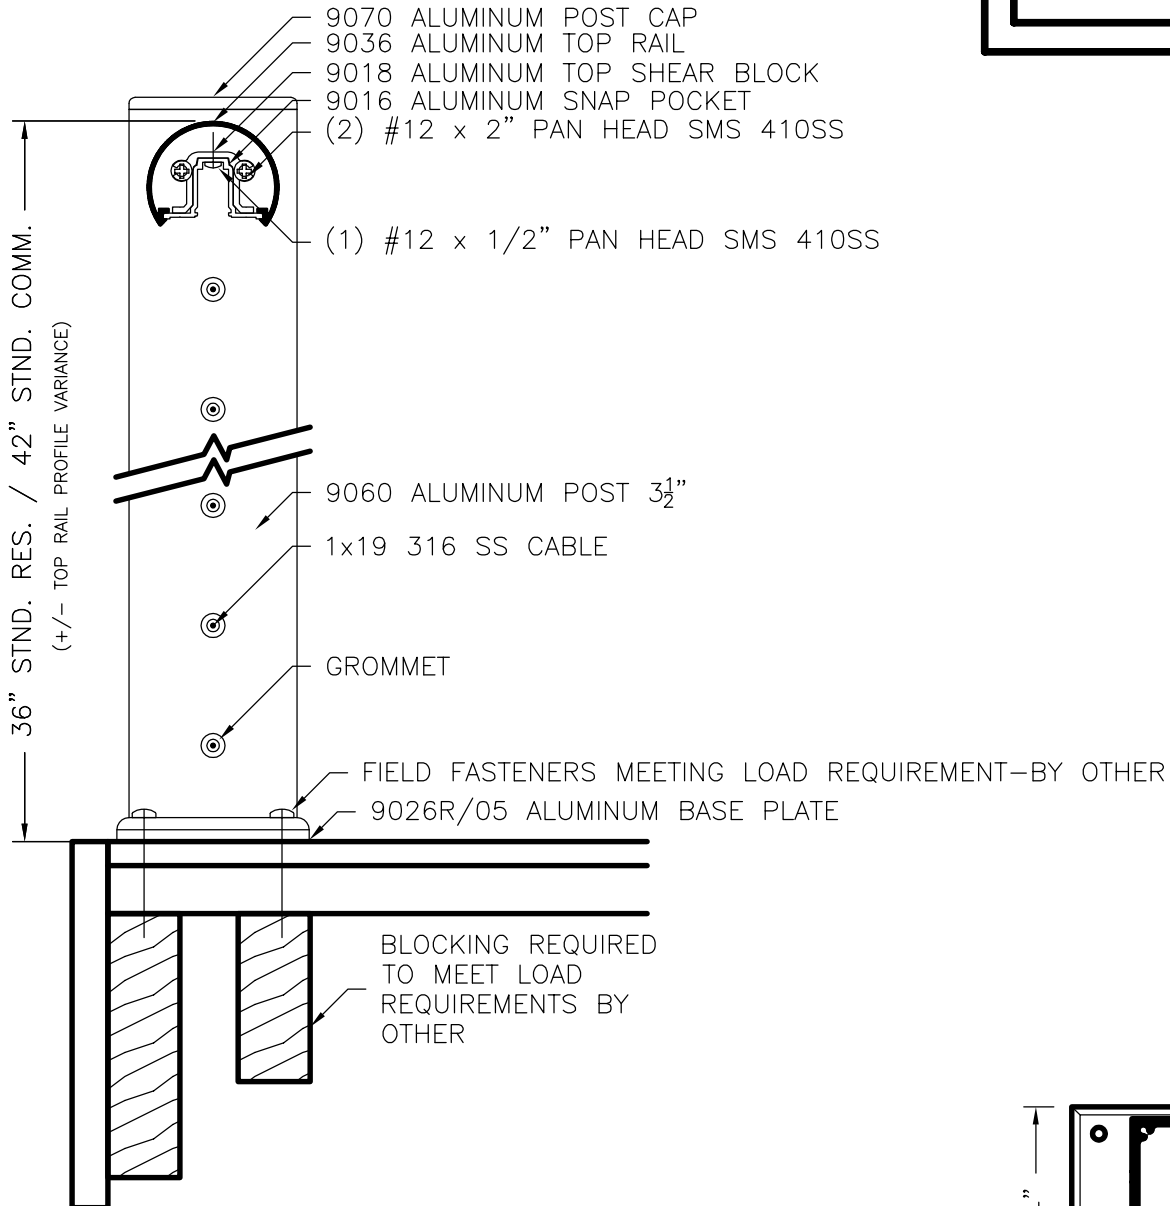 9070 ALUMINUM POST CAP
9036 ALUMINUM TOP RAIL
9018 ALUMINUM TOP SHEAR BLOCK
9016 ALUMINUM SNAP POCKET
(2) #12 x 2" PAN HEAD SMS 410SS
(1) #12 x 1/2" PAN HEAD SMS 410SS
36" STND. RES. / 42" STND. COMM.
(+/- TOP RAIL PROFILE VARIANCE)
9060 ALUMINUM POST 3½"
1x19 316 SS CABLE
GROMMET
FIELD FASTENERS MEETING LOAD REQUIREMENT-BY OTHER
9026R/05 ALUMINUM BASE PLATE
BLOCKING REQUIRED
TO MEET LOAD
REQUIREMENTS BY
OTHER